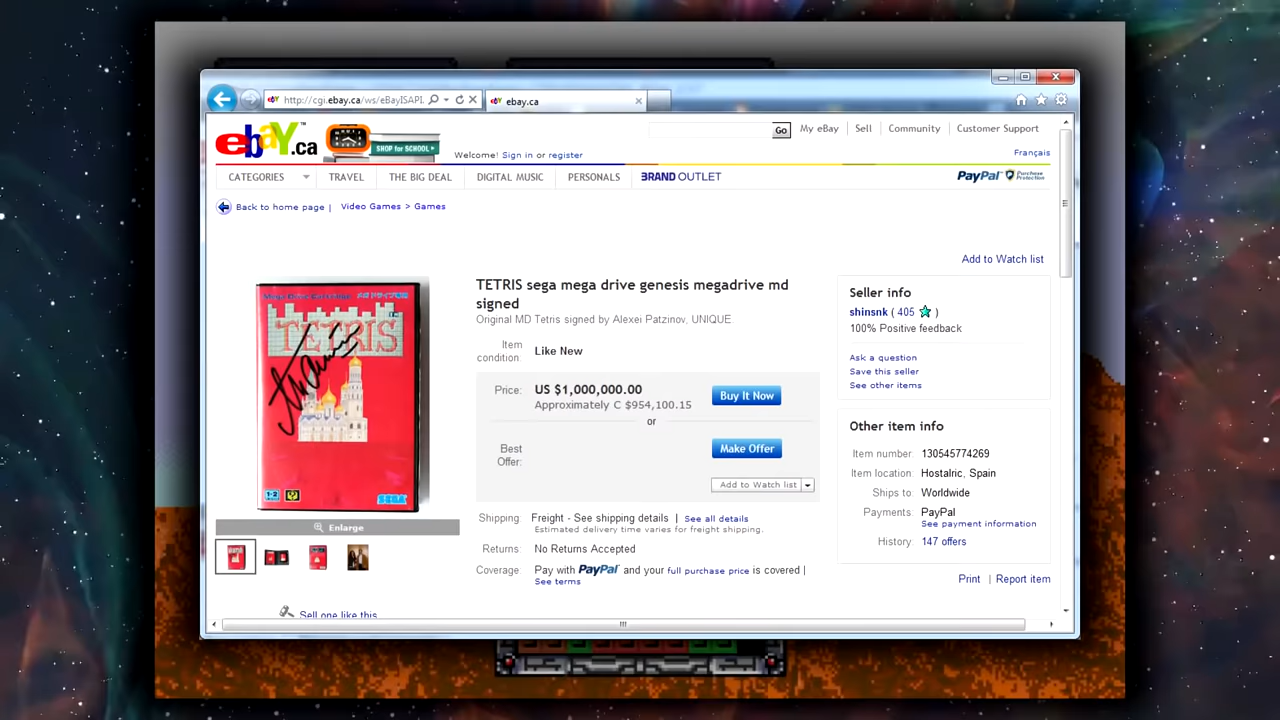 http://cgi.ebay.ca/ws/eBayISAPI.
ebay.ca
ebaY.ca
SHOP for SCHOOL
Welcome! Sign in or register
Go
My eBay
Sell
Community
Customer Support
Français
CATEGORIES
TRAVEL
THE BIG DEAL
DIGITAL MUSIC
PERSONALS
BRAND OUTLET
PayPal Purchase Protection
Back to home page | Video Games > Games
Add to Watch list
TETRIS
SEGA
Enlarge
Sell one like this
TETRIS sega mega drive genesis megadrive md
signed
Original MD Tetris signed by Alexei Patzinov, UNIQUE.
Item
condition:
Like New
Price: US $1,000,000.00
Approximately C $954,100.15
Buy It Now
or
Best
Offer:
Make Offer
Add to Watch list
Shipping: Freight - See shipping details | See all details
Estimated delivery time varies for freight shipping.
Returns: No Returns Accepted
Coverage: Pay with PayPal and your full purchase price is covered |
See terms
Seller info
shinsnk ( 405 )
100% Positive feedback
Ask a question
Save this seller
See other items
Other item info
Item number: 130545774269
Item location: Hostalric, Spain
Ships to: Worldwide
Payments: PayPal
See payment information
History: 147 offers
Print | Report item